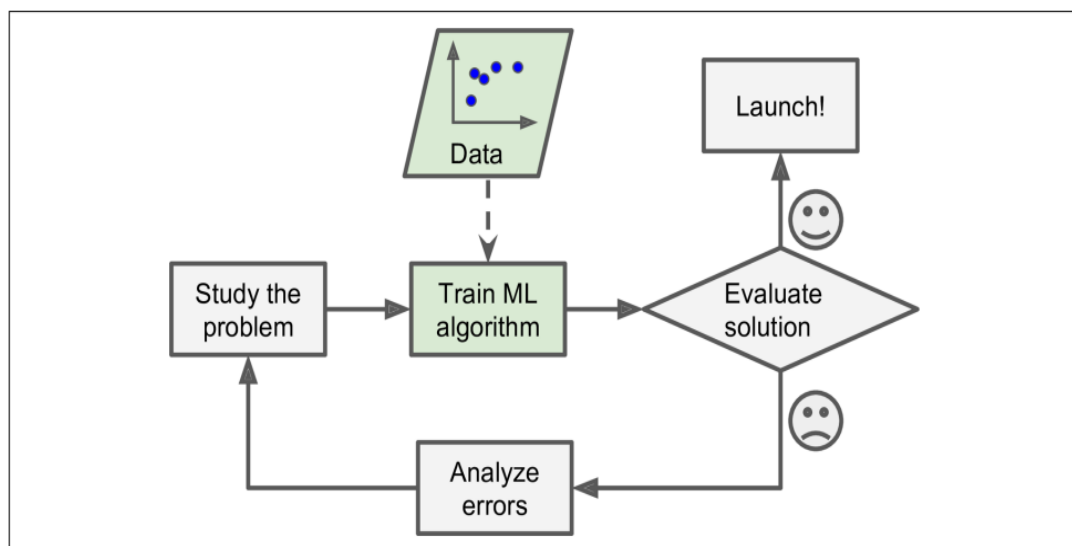 Data
Launch!
Study the
problem
Train ML
algorithm
Evaluate
solution
Analyze
errors